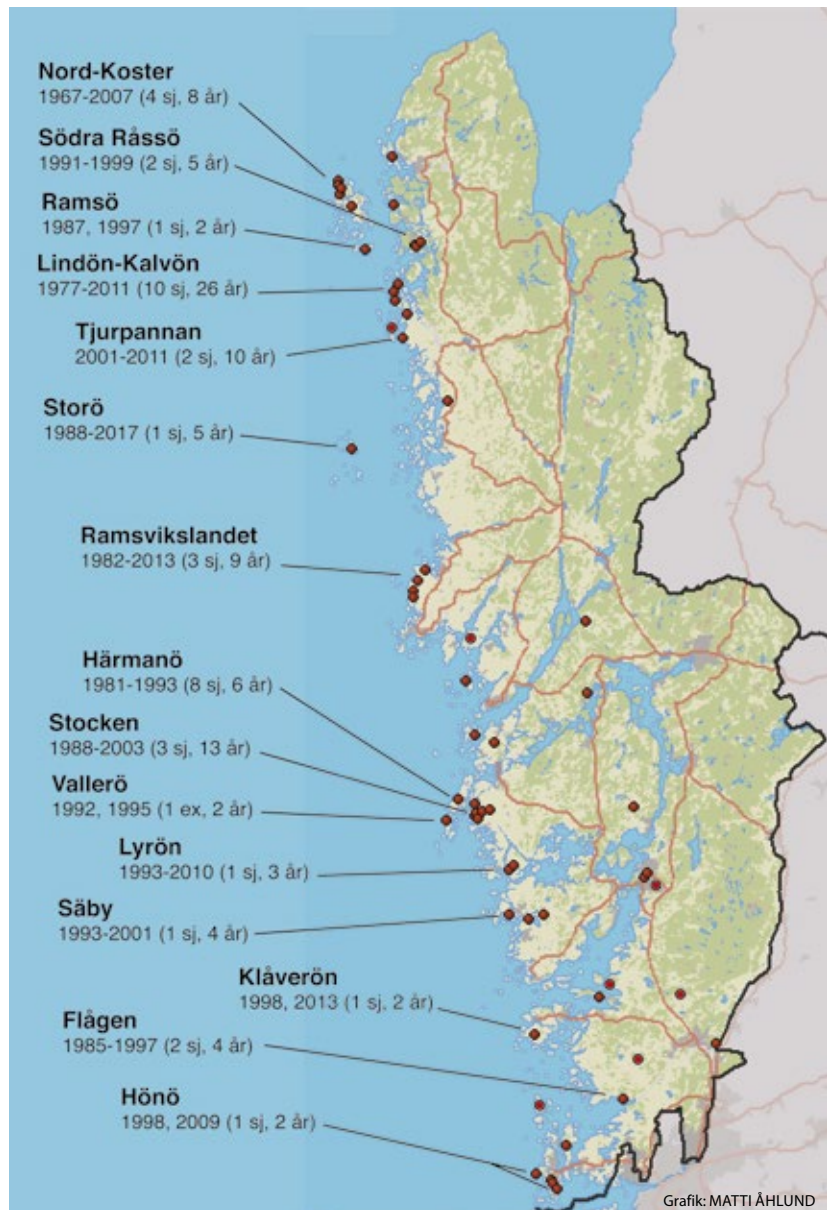 Nord-Koster
1967-2007 (4 sj, 8 år)
Södra Råssö
1991-1999 (2 sj, 5 år)
Ramsö
1987, 1997 (1 sj, 2 år)
Lindön-Kalvön
1977-2011 (10 sj, 26 år)
Tjurpannan
2001-2011 (2 sj, 10 år)
Storö
1988-2017 (1 sj, 5 år)
Ramsvikslandet
1982-2013 (3 sj, 9 år)
Härmanö
1981-1993 (8 sj, 6 år)
Stocken
1988-2003 (3 sj, 13 år)
Vallerö
1992, 1995 (1 ex, 2 år)
Lyrön
1993-2010 (1 sj, 3 år)
Säby
1993-2001 (1 sj, 4 år)
Klåverön
1998, 2013 (1 sj, 2 år)
Flågen
1985-1997 (2 sj, 4 år)
Hönö
1998, 2009 (1 sj, 2 år)
Grafik: MATTI ÅHLUND